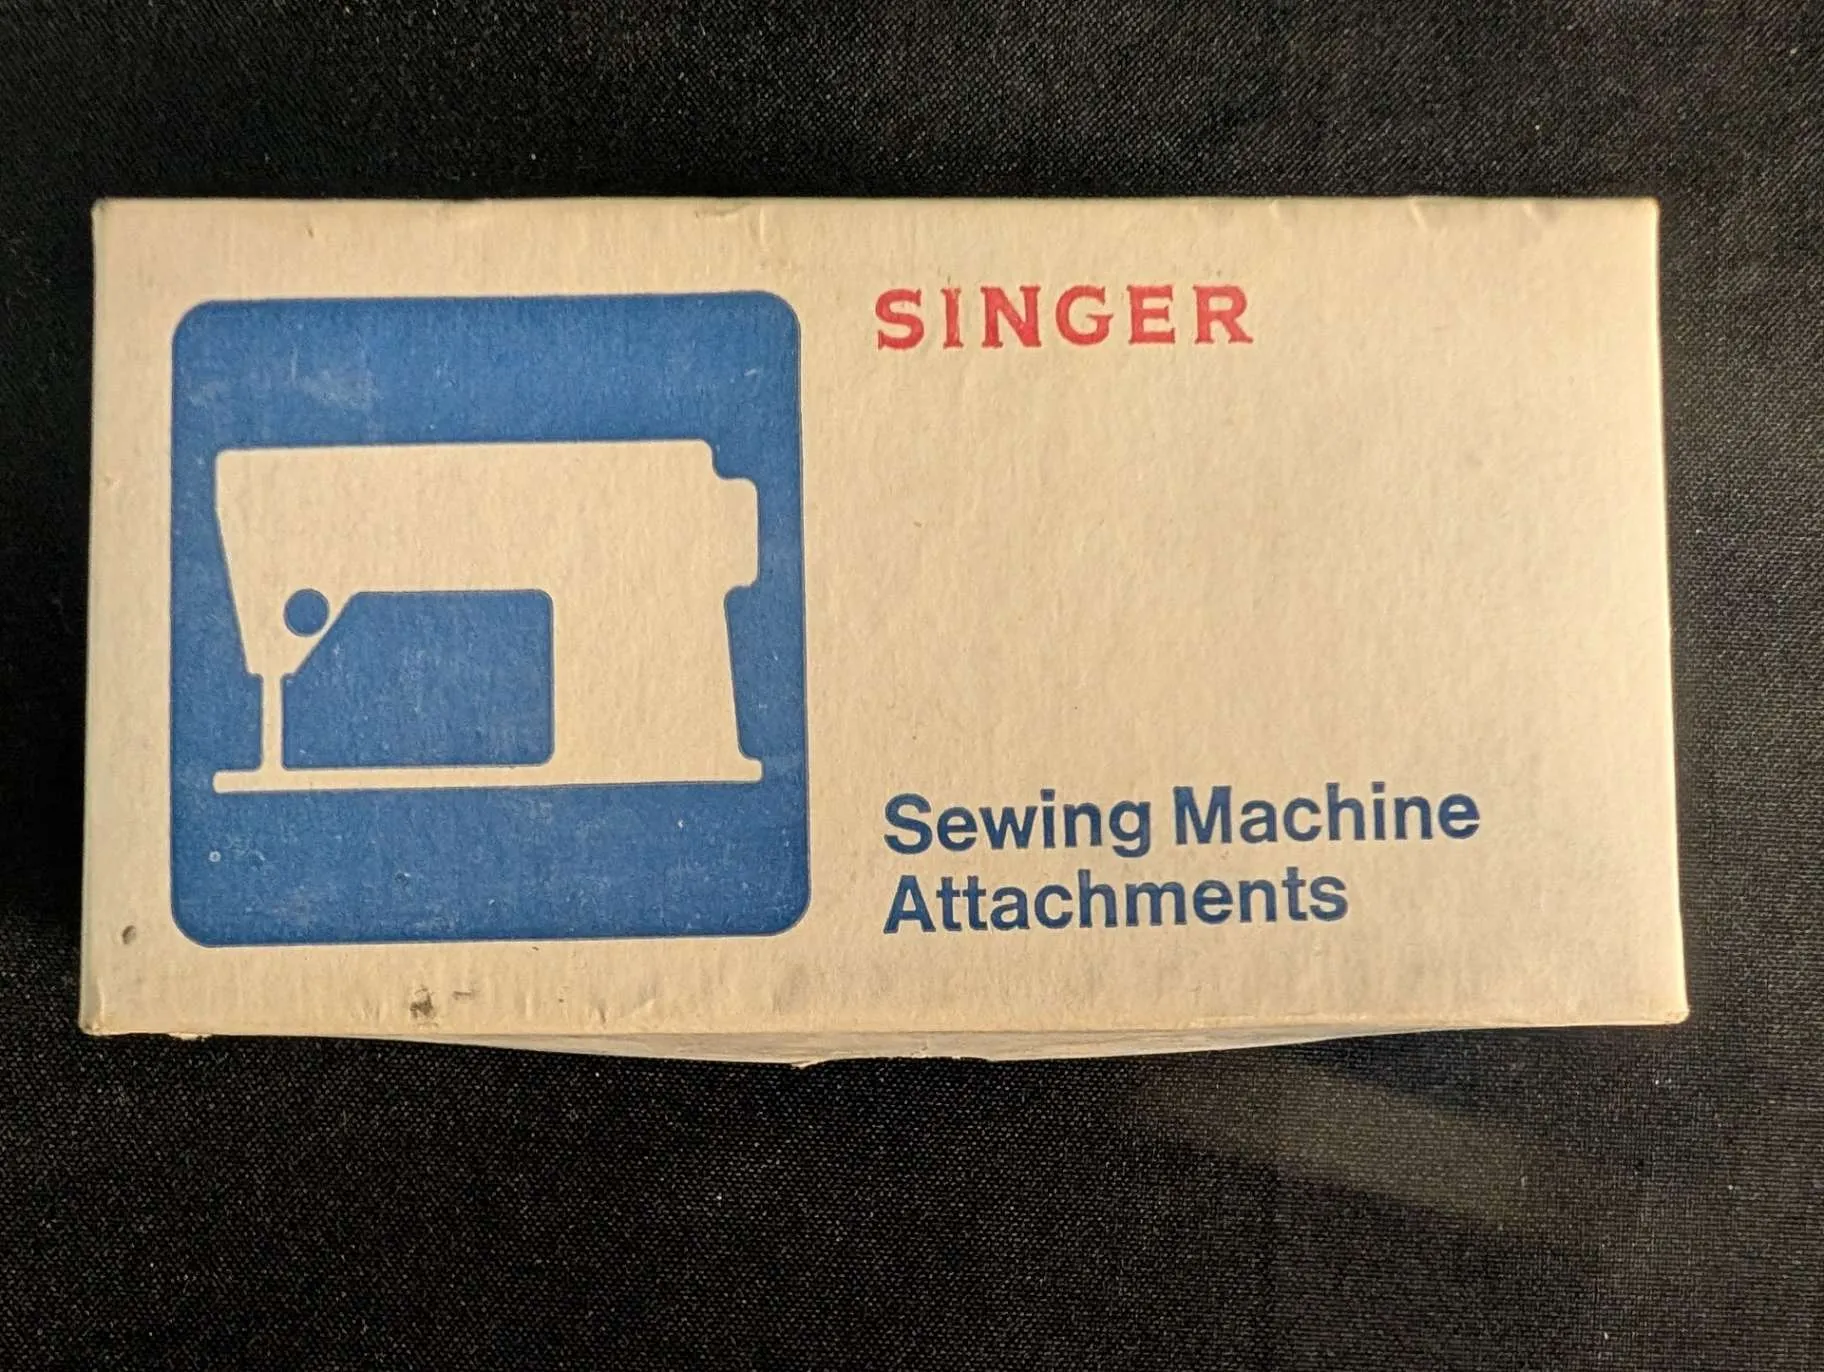 SINGER
Sewing Machine
Attachments